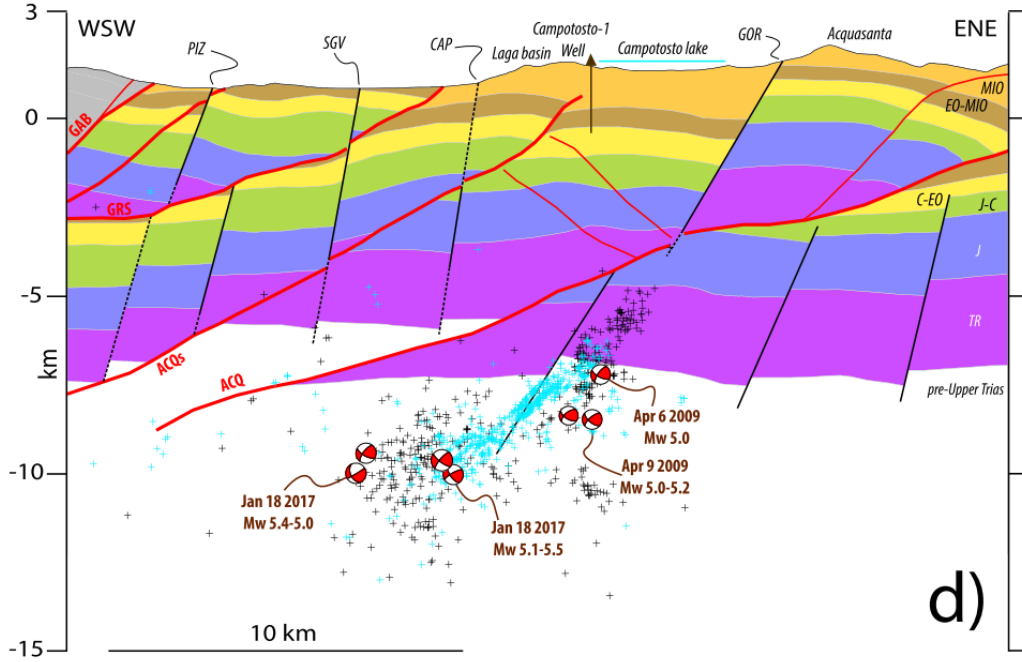 3
WSW
PIZ
SGV
CAP
Laga basin
Campotosto-1
Well
Campotosto lake
GOR
Acquasanta
ENE
MIO
EO-MIO
0
GAB
GRS
C-EO
J-C
J
-5
TR
km
ACQs
ACQ
pre-Upper Trias
Apr 6 2009
Mw 5.0
Apr 9 2009
Mw 5.0-5.2
-10
Jan 18 2017
Mw 5.4-5.0
Jan 18 2017
Mw 5.1-5.5
d)
10 km
-15